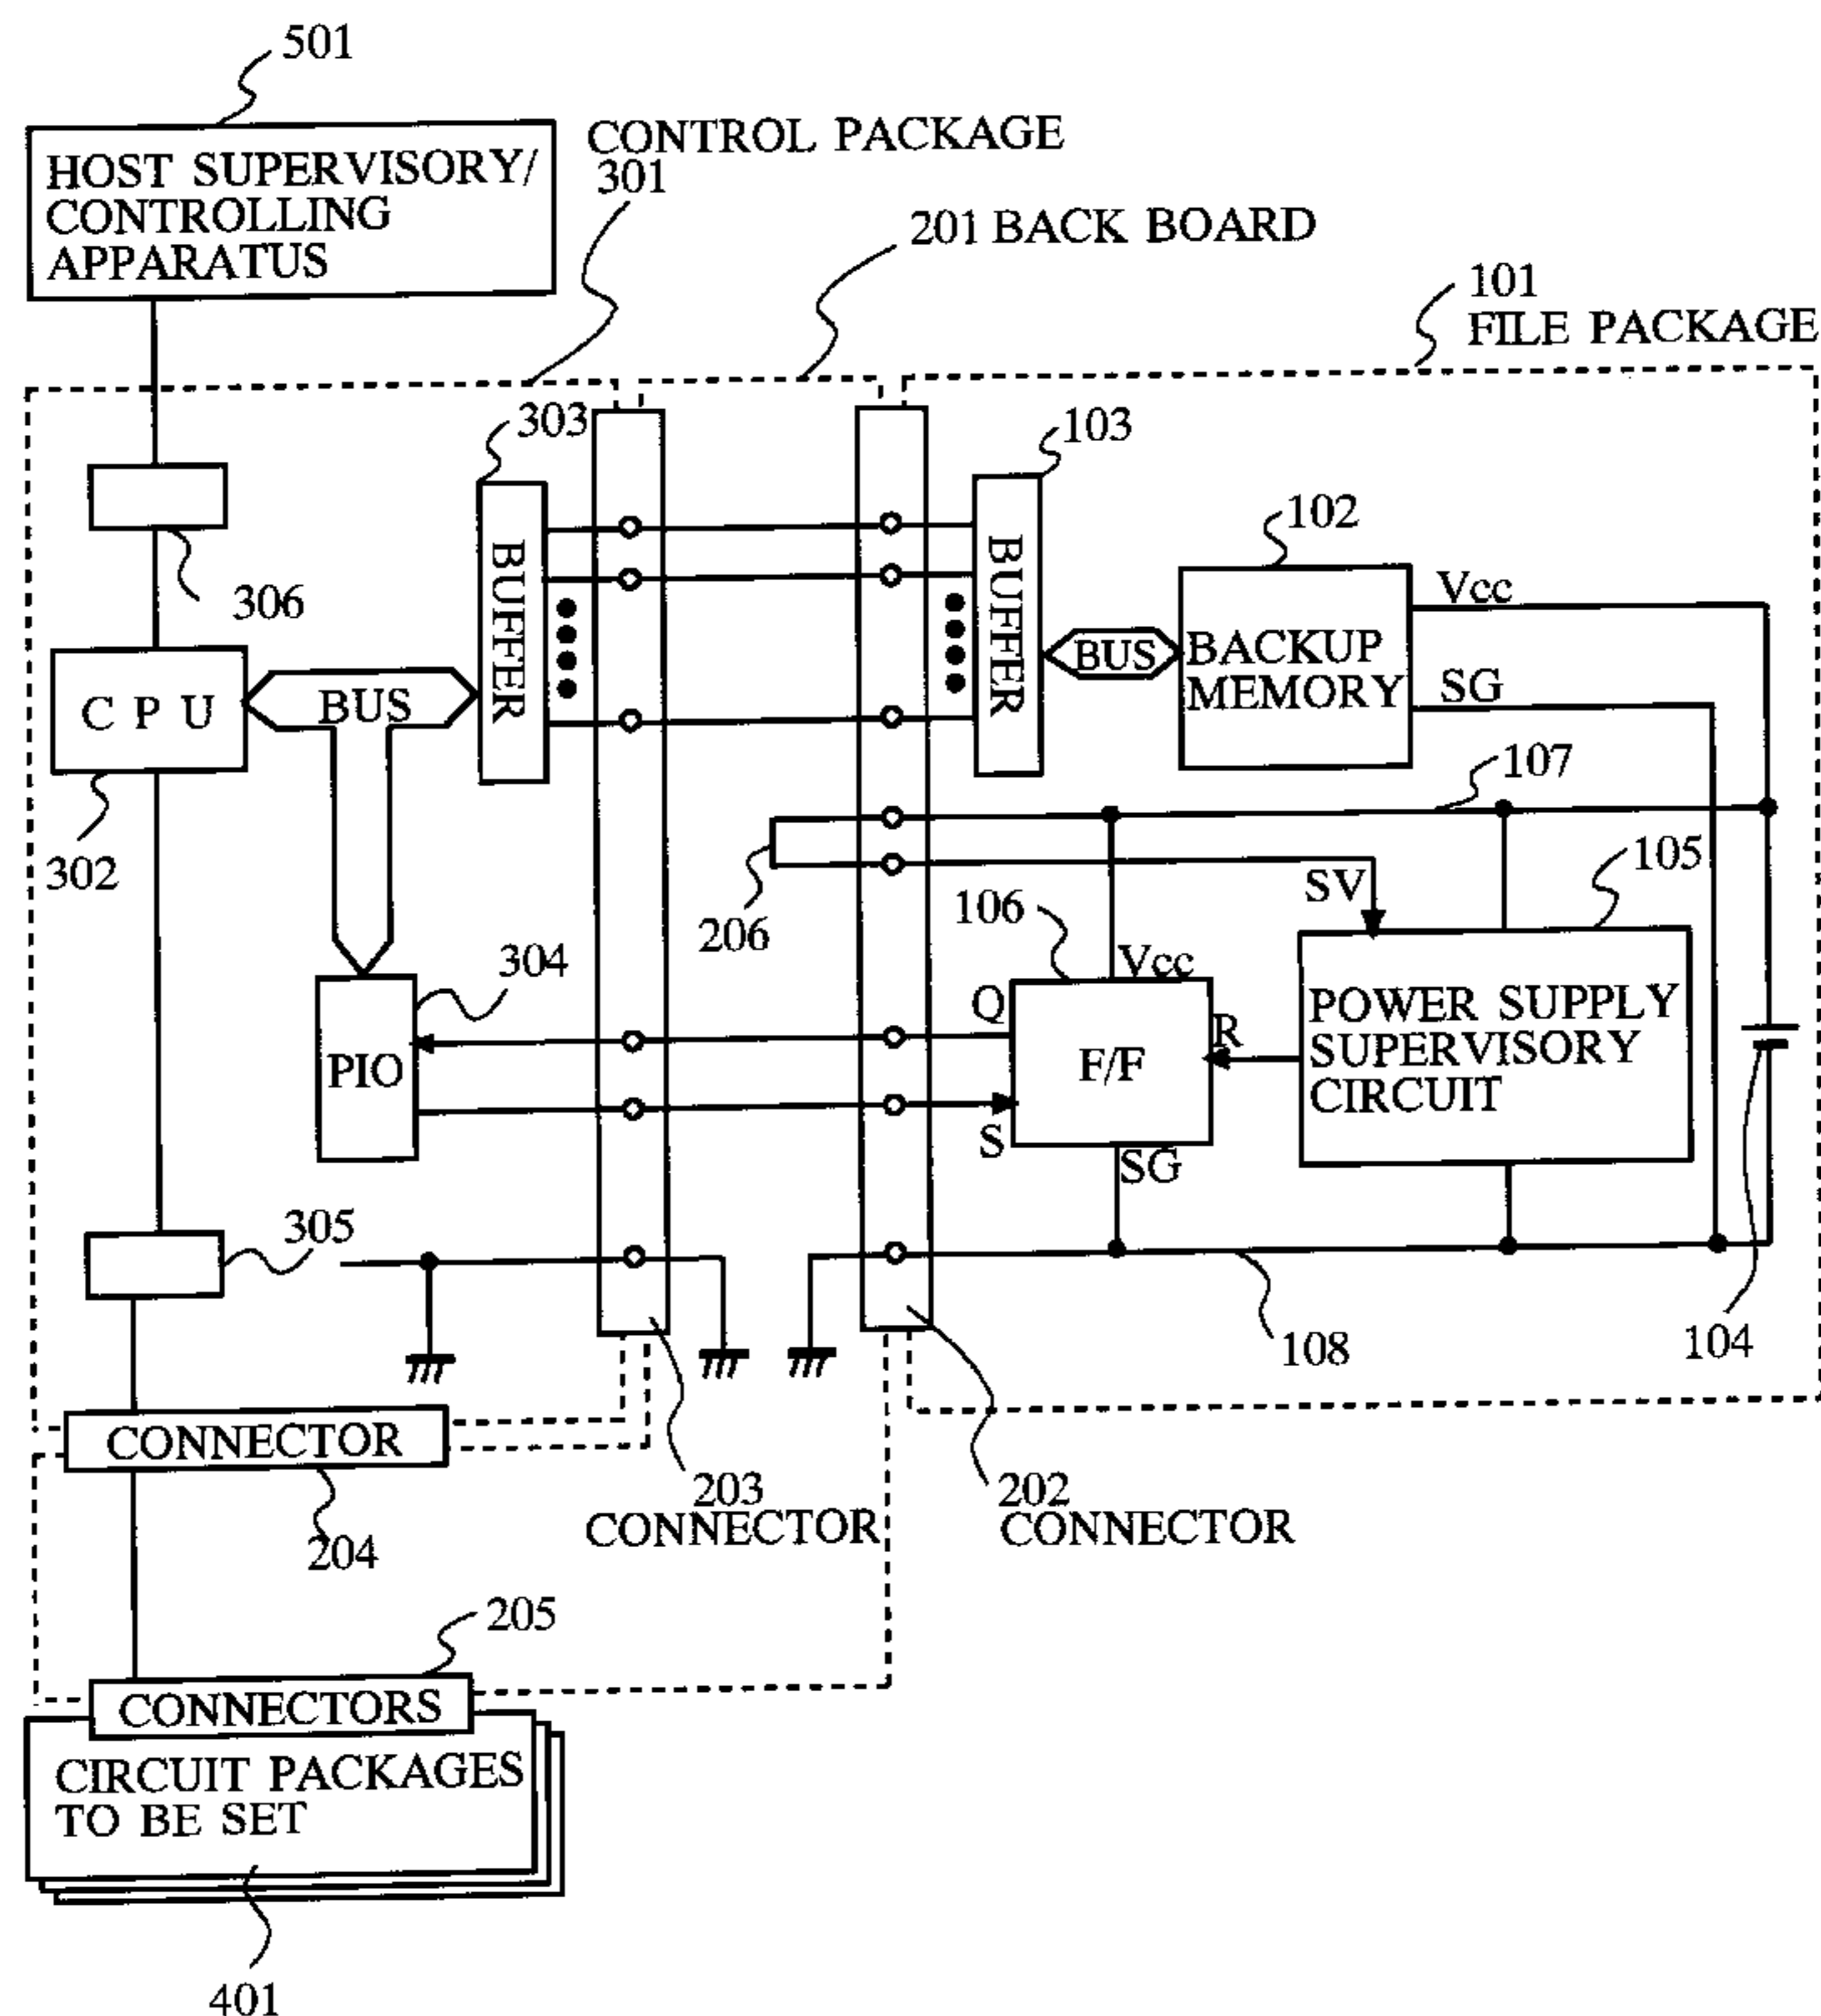 501
HOST SUPERVISORY/
CONTROLLING
APPARATUS
CONTROL PACKAGE
301
201 BACK BOARD
101
FILE PACKAGE
303
103
102
306
BUFFER
BUFFER
BUS
BACKUP
MEMORY
Vcc
SG
C P U
BUS
302
107
206
SV
105
106
304
Vcc
Q
R
F/F
S
SG
POWER SUPPLY
SUPERVISORY
CIRCUIT
PIO
305
108
104
CONNECTOR
204
203
CONNECTOR
202
CONNECTOR
205
CONNECTORS
CIRCUIT PACKAGES
TO BE SET
401